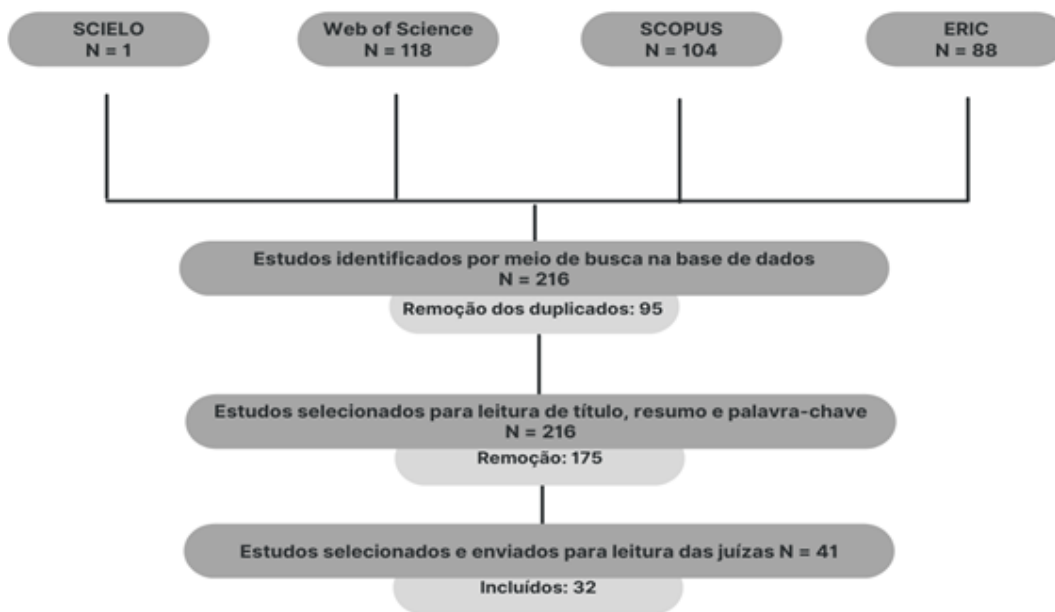 SCIELO
N = 1
Web of Science
N = 118
SCOPUS
N = 104
ERIC
N = 88
Estudos identificados por meio de busca na base de dados
N = 216
Remoção dos duplicados: 95
Estudos selecionados para leitura de título, resumo e palavra-chave
N = 216
Remoção: 175
Estudos selecionados e enviados para leitura das juízas N = 41
Incluídos: 32